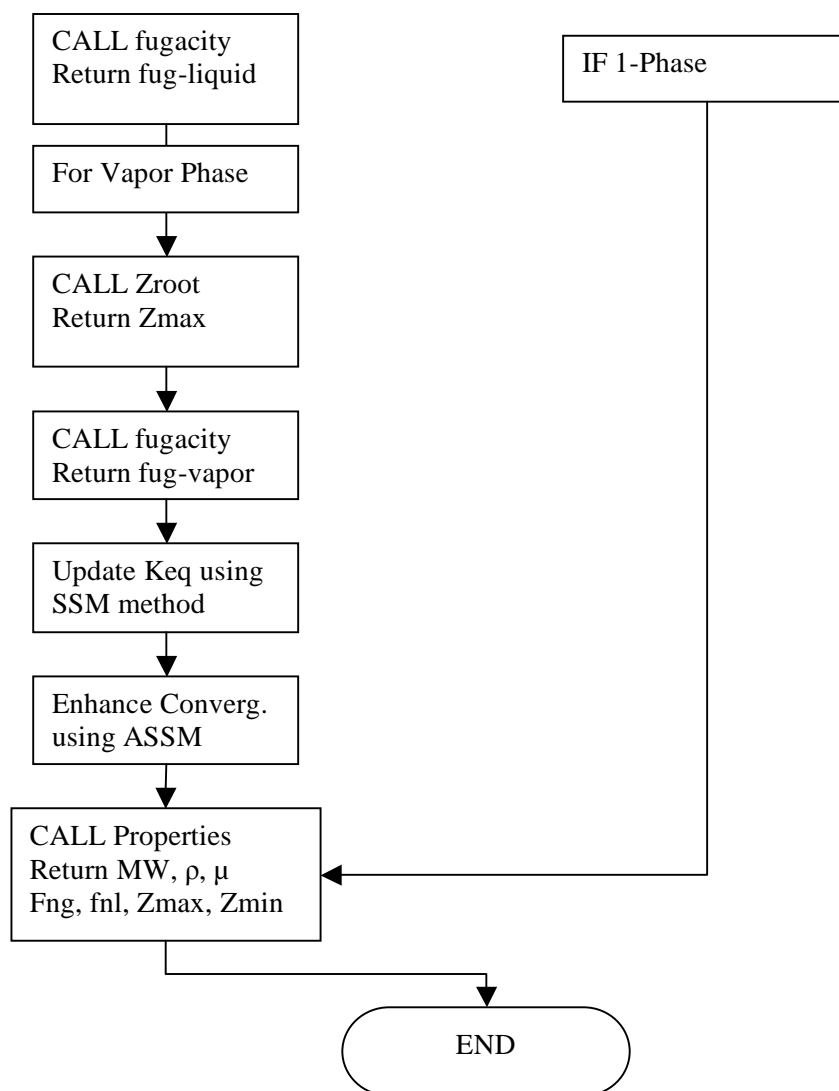 CALL fugacity
Return fug-liquid
IF 1-Phase
For Vapor Phase
CALL Zroot
Return Zmax
CALL fugacity
Return fug-vapor
Update Keq using
SSM method
Enhance Converg.
using ASSM
CALL Properties
Return MW, ρ, μ
Fng, fnl, Zmax, Zmin
END